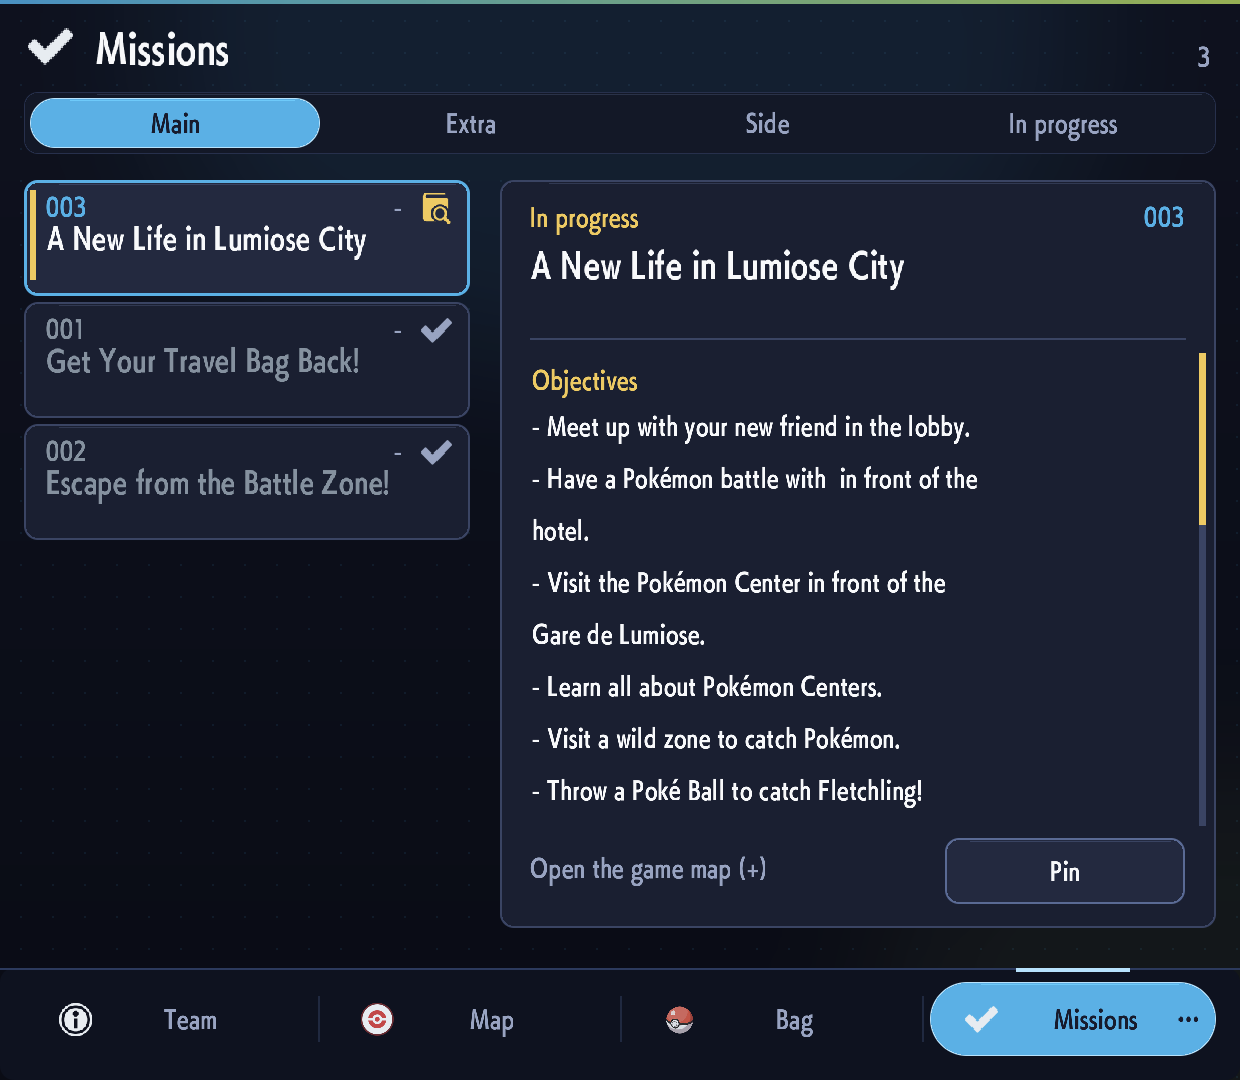 Missions
3
Main
Extra
Side
In progress
003
-
A New Life in Lumiose City
001
-
Get Your Travel Bag Back!
002
-
Escape from the Battle Zone!
In progress
003
A New Life in Lumiose City
Objectives
- Meet up with your new friend in the lobby.
- Have a Pokémon battle with  in front of the
hotel.
- Visit the Pokémon Center in front of the
Gare de Lumiose.
- Learn all about Pokémon Centers.
- Visit a wild zone to catch Pokémon.
- Throw a Poké Ball to catch Fletchling!
Open the game map (+)
Pin
Team
Map
Bag
Missions
...